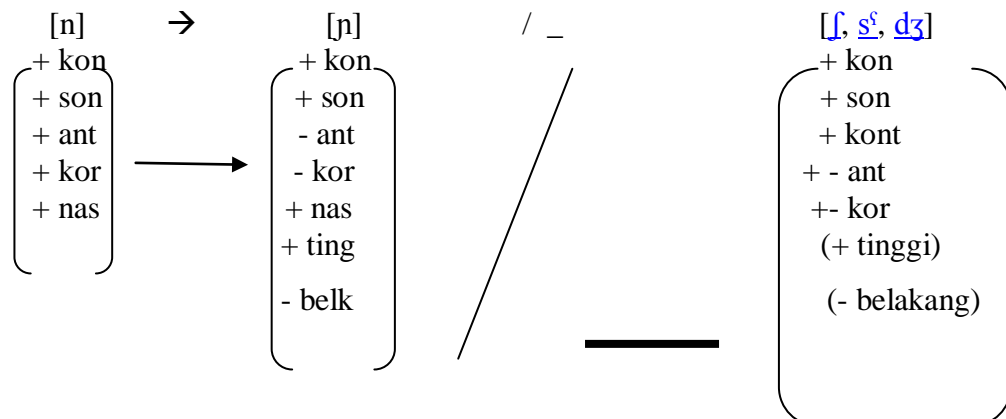 [n] → [ɲ] / _ [ʃ, sˤ, dʒ]
+ kon + kon + kon
+ son + son + son
+ ant - ant + kont
+ kor - kor + - ant
+ nas + nas +- kor
+ ting (+ tinggi)
- belk (- belakang)